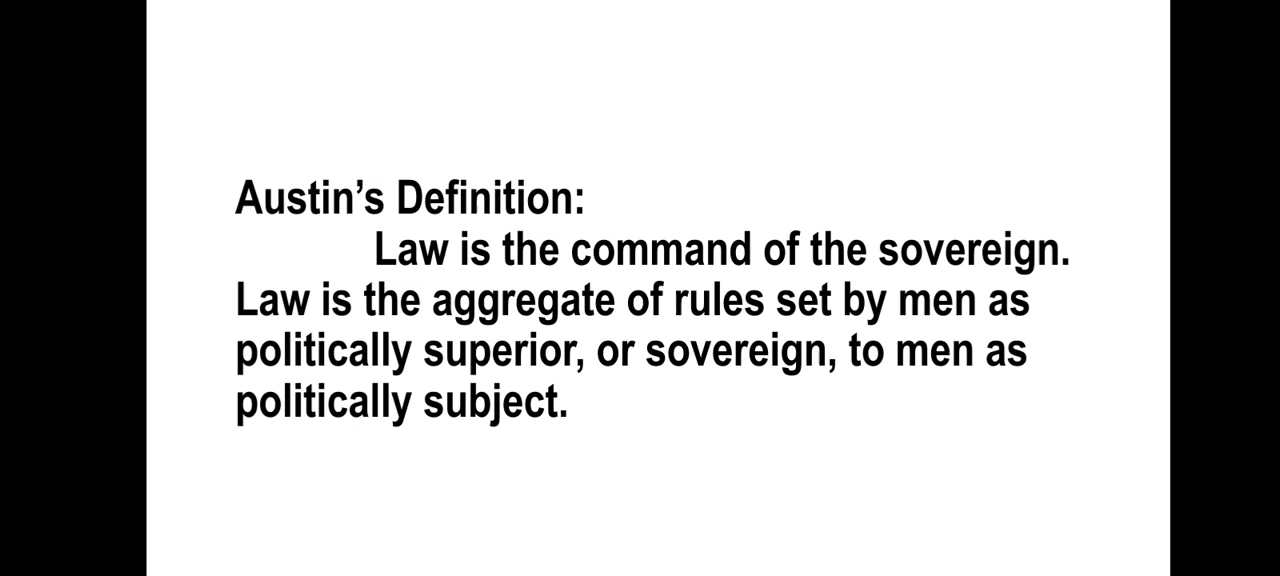 Austin’s Definition:
Law is the command of the sovereign.
Law is the aggregate of rules set by men as
politically superior, or sovereign, to men as
politically subject.